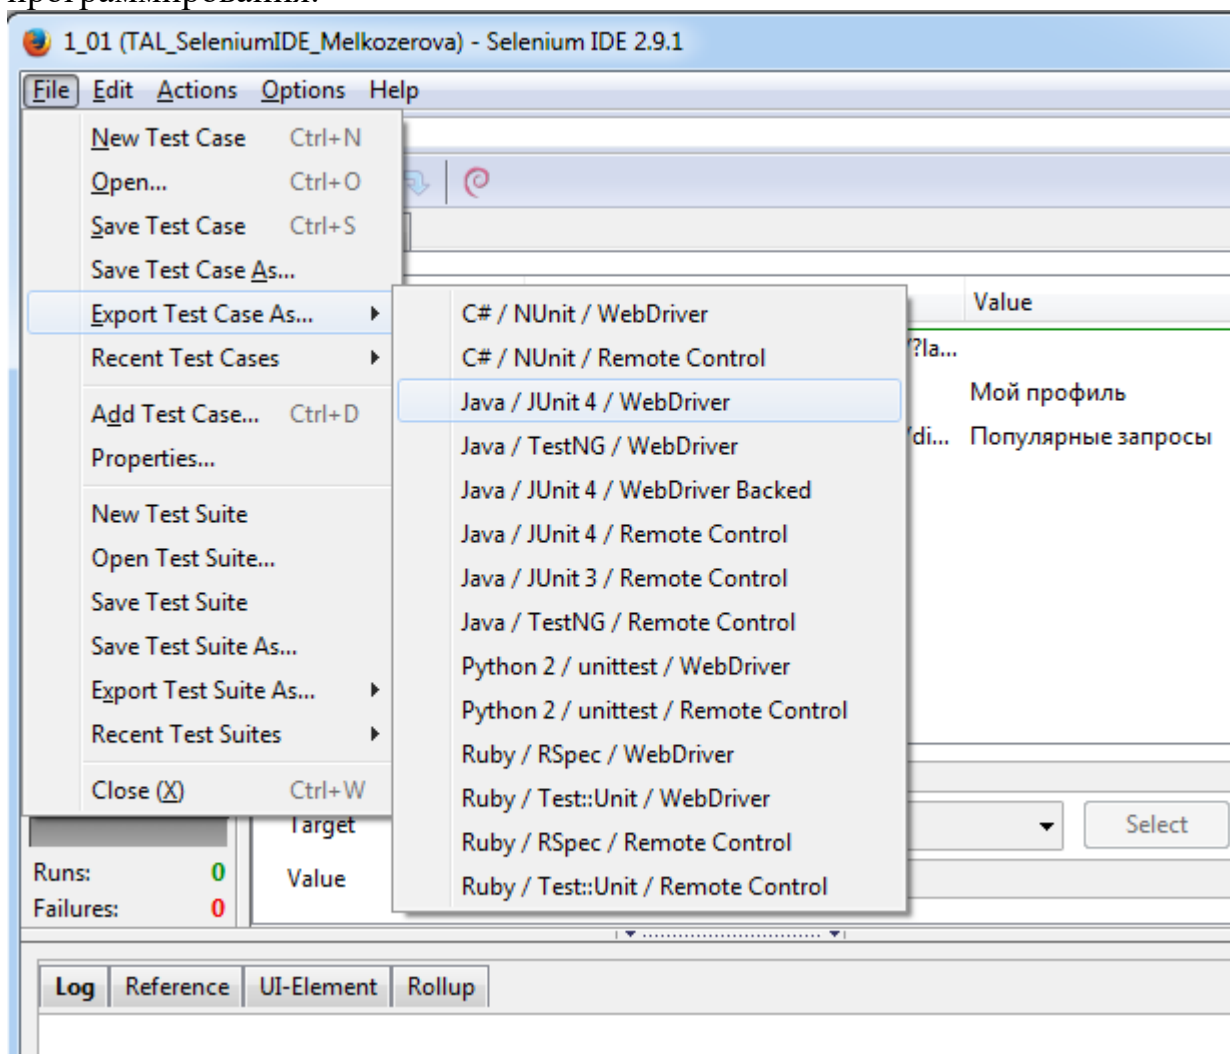 программирования.
1_01 (TAL_SeleniumIDE_Melkozerova) - Selenium IDE 2.9.1
File Edit Actions Options Help
New Test Case Ctrl+N
Open... Ctrl+O
Save Test Case Ctrl+S
Save Test Case As...
Export Test Case As...
Recent Test Cases
Add Test Case... Ctrl+D
Properties...
New Test Suite
Open Test Suite...
Save Test Suite
Save Test Suite As...
Export Test Suite As...
Recent Test Suites
Close (X) Ctrl+W
C# / NUnit / WebDriver
C# / NUnit / Remote Control
Java / JUnit 4 / WebDriver
Java / TestNG / WebDriver
Java / JUnit 4 / WebDriver Backed
Java / JUnit 4 / Remote Control
Java / JUnit 3 / Remote Control
Java / TestNG / Remote Control
Python 2 / unittest / WebDriver
Python 2 / unittest / Remote Control
Ruby / RSpec / WebDriver
Ruby / Test::Unit / WebDriver
Ruby / RSpec / Remote Control
Ruby / Test::Unit / Remote Control
Value
/?la...
Мой профиль
/di... Популярные запросы
Target Select
Value
Runs: 0
Failures: 0
Log Reference UI-Element Rollup